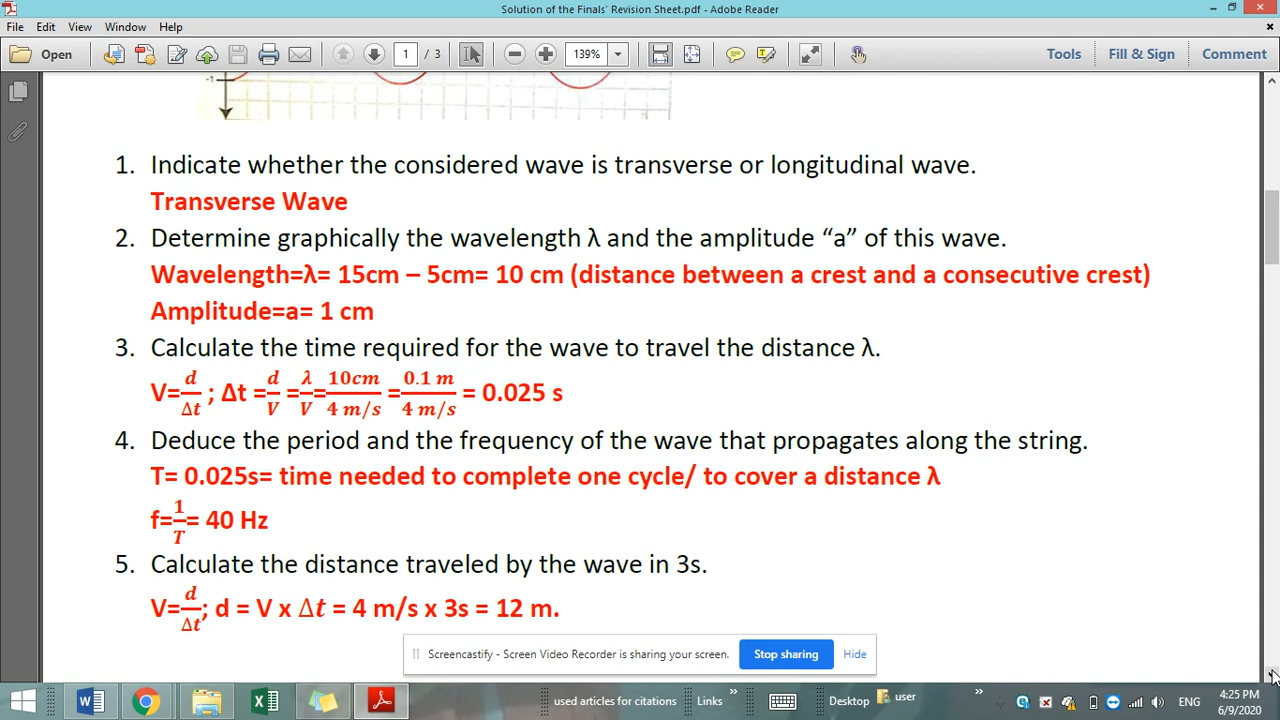 Solution of the Finals' Revision Sheet.pdf - Adobe Reader
File Edit View Window Help
Open 1 / 3 139% Tools Fill & Sign Comment
1. Indicate whether the considered wave is transverse or longitudinal wave.
Transverse Wave
2. Determine graphically the wavelength λ and the amplitude “a” of this wave.
Wavelength=λ= 15cm – 5cm= 10 cm (distance between a crest and a consecutive crest)
Amplitude=a= 1 cm
3. Calculate the time required for the wave to travel the distance λ.
V=d/Δt ; Δt =d/V =λ/V=10cm/4 m/s =0.1 m/4 m/s = 0.025 s
4. Deduce the period and the frequency of the wave that propagates along the string.
T= 0.025s= time needed to complete one cycle/ to cover a distance λ
f=1/T= 40 Hz
5. Calculate the distance traveled by the wave in 3s.
V=d/Δt; d = V x Δt = 4 m/s x 3s = 12 m.
Screencastify - Screen Video Recorder is sharing your screen. Stop sharing Hide
used articles for citations Links » Desktop user » ENG 4:25 PM
6/9/2020